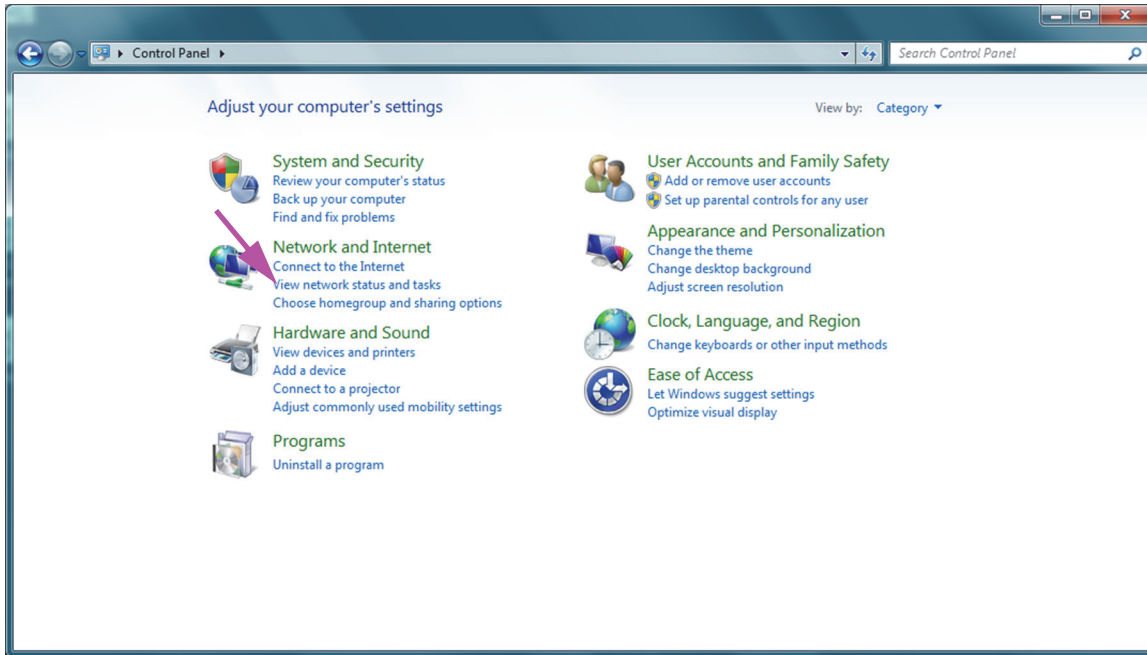 Control Panel
Search Control Panel
Adjust your computer's settings
View by: Category
System and Security
Review your computer's status
Back up your computer
Find and fix problems
Network and Internet
Connect to the Internet
View network status and tasks
Choose homegroup and sharing options
Hardware and Sound
View devices and printers
Add a device
Connect to a projector
Adjust commonly used mobility settings
Programs
Uninstall a program
User Accounts and Family Safety
Add or remove user accounts
Set up parental controls for any user
Appearance and Personalization
Change the theme
Change desktop background
Adjust screen resolution
Clock, Language, and Region
Change keyboards or other input methods
Ease of Access
Let Windows suggest settings
Optimize visual display